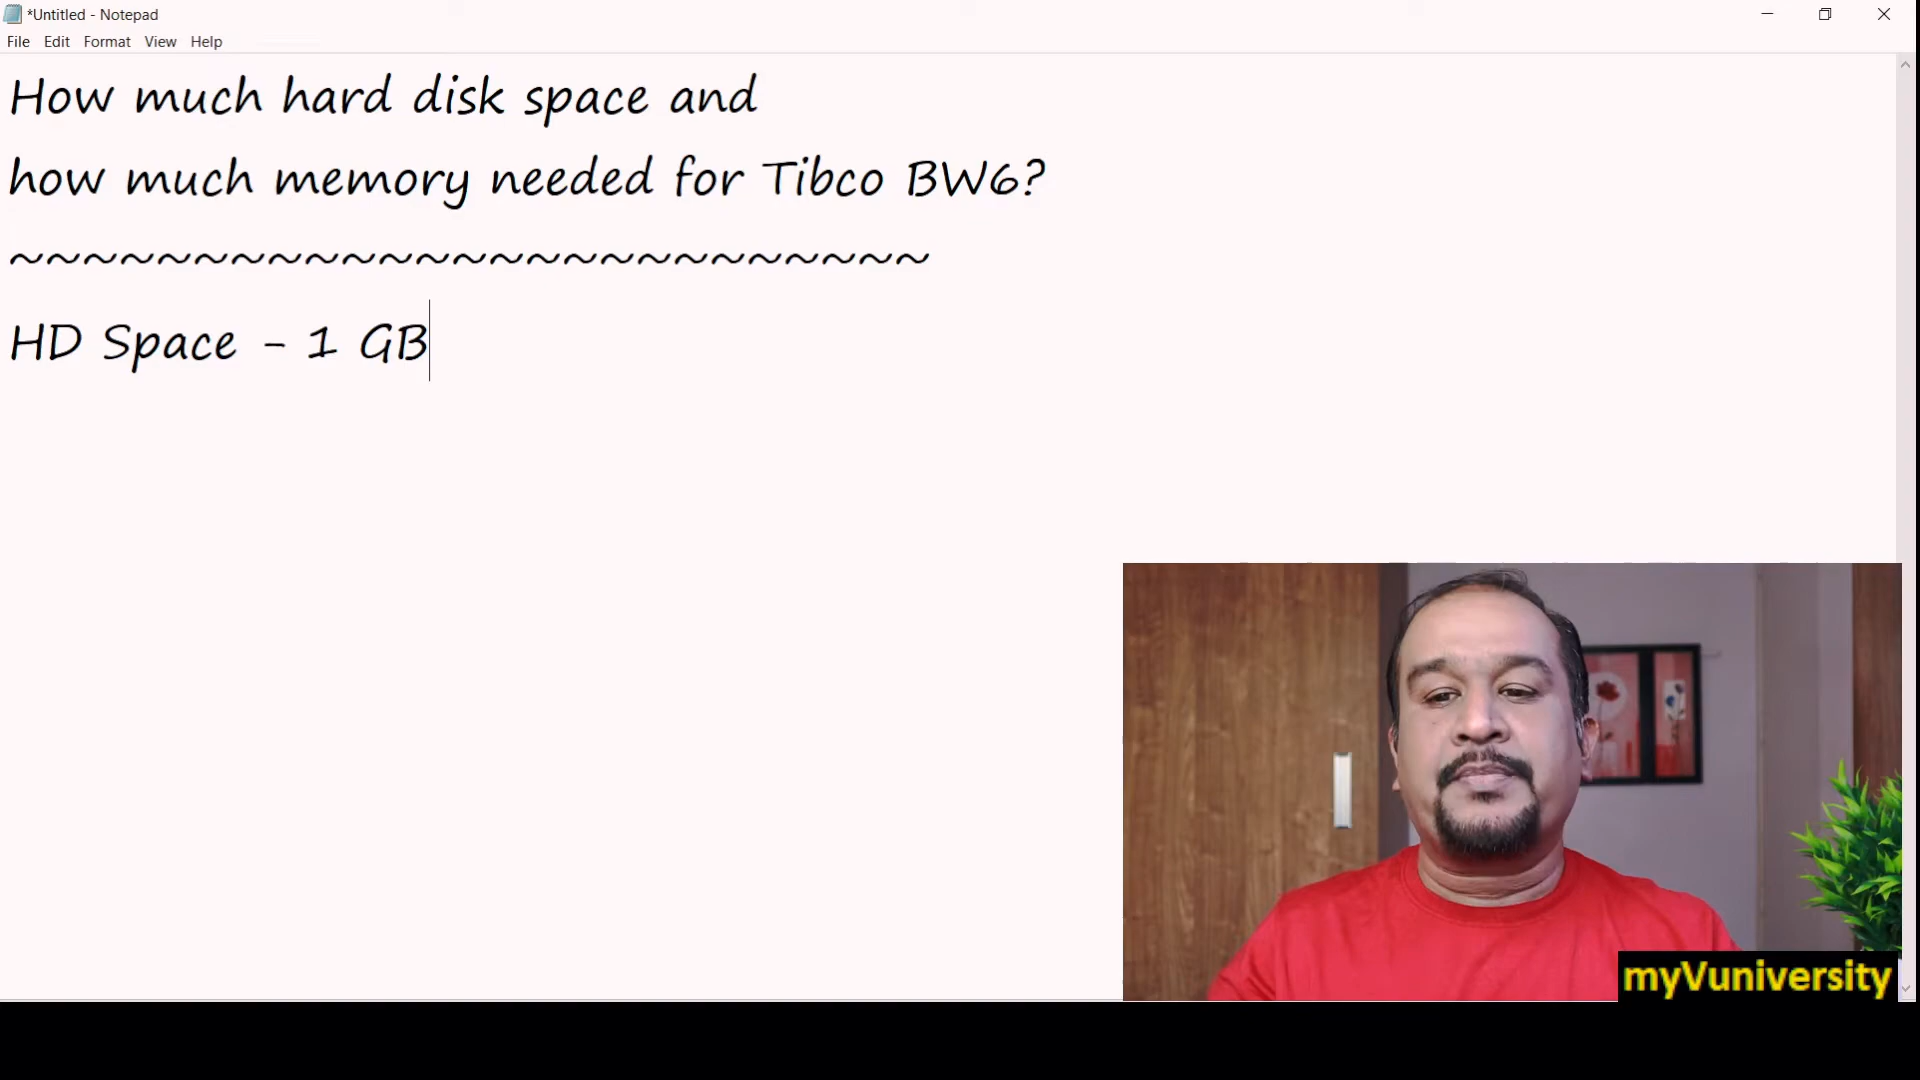 *Untitled - Notepad
File Edit Format View Help
How much hard disk space and
how much memory needed for Tibco BW6?
~~~~~~~~~~~~~~~~~~~~~~~~~
HD Space - 1 GB
myVuniversity